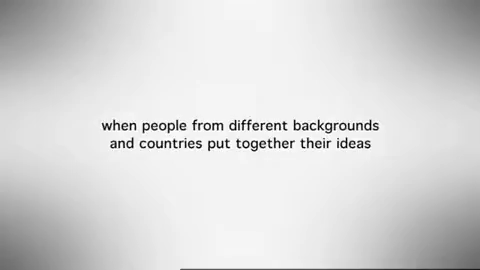 when people from different backgrounds
and countries put together their ideas